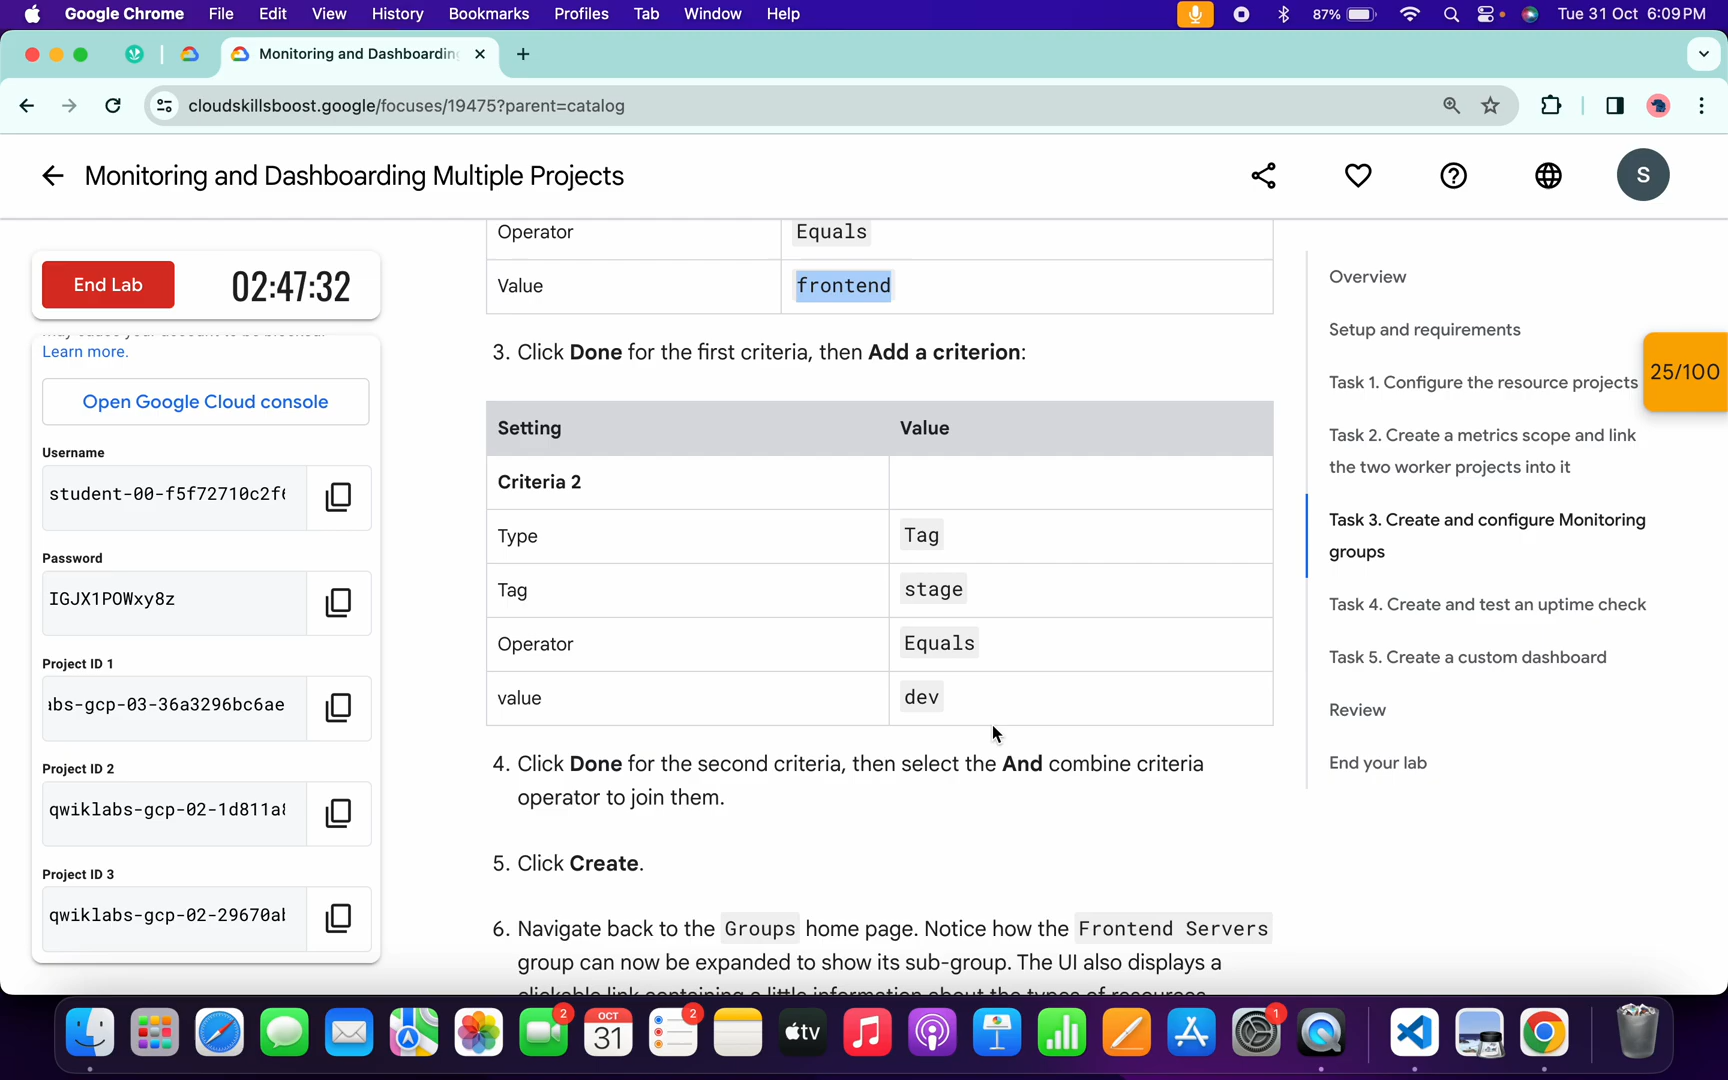 Google Chrome File Edit View History Bookmarks Profiles Tab Window Help 87% Tue 31 Oct 6:09 PM
Monitoring and Dashboarding
cloudskillsboost.google/focuses/19475?parent=catalog
Monitoring and Dashboarding Multiple Projects
S
End Lab
02:47:32
Learn more.
Open Google Cloud console
Username
student-00-f5f72710c2f
Password
IGJX1POWxy8z
Project ID 1
abs-gcp-03-36a3296bc6ae
Project ID 2
qwiklabs-gcp-02-1d811a
Project ID 3
qwiklabs-gcp-02-29670a
Operator Equals
Value frontend
3. Click Done for the first criteria, then Add a criterion:
Setting Value
Criteria 2
Type Tag
Tag stage
Operator Equals
value dev
4. Click Done for the second criteria, then select the And combine criteria
operator to join them.
5. Click Create.
6. Navigate back to the Groups home page. Notice how the Frontend Servers
group can now be expanded to show its sub-group. The UI also displays a
clickable link containing a little information about the types of resources
Overview
Setup and requirements
Task 1. Configure the resource projects
25/100
Task 2. Create a metrics scope and link
the two worker projects into it
Task 3. Create and configure Monitoring
groups
Task 4. Create and test an uptime check
Task 5. Create a custom dashboard
Review
End your lab
2
OCT
31
2
tv
1